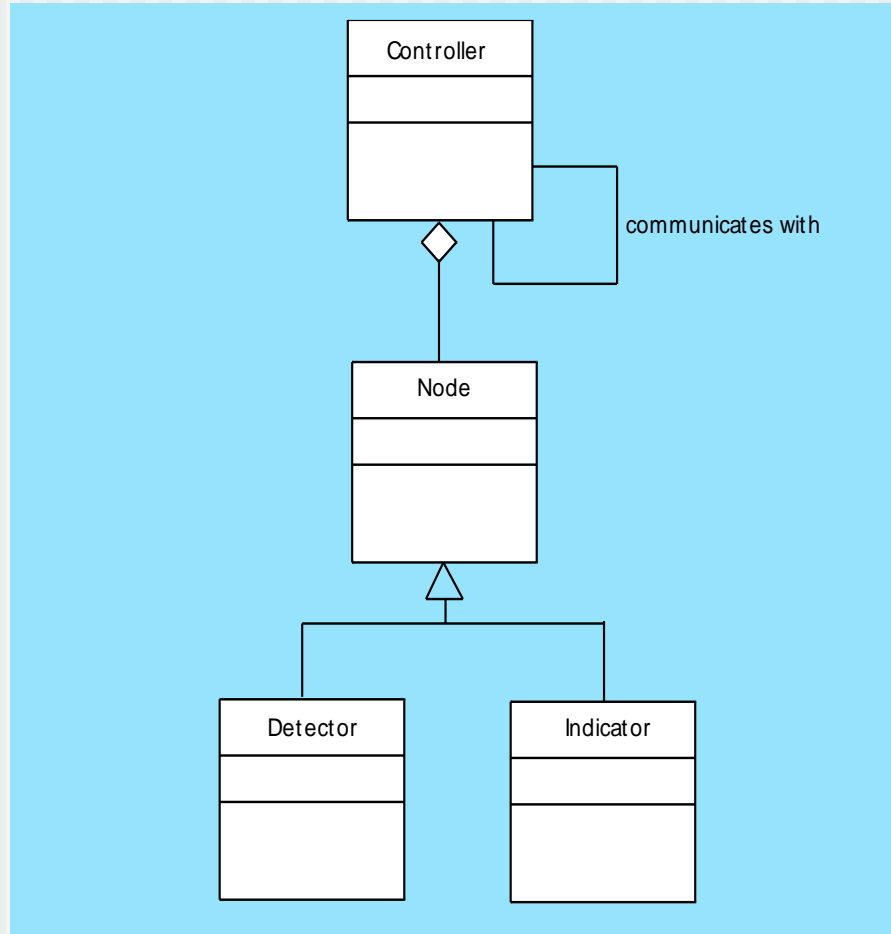 Controller
communicates with
Node
Detector
Indicator